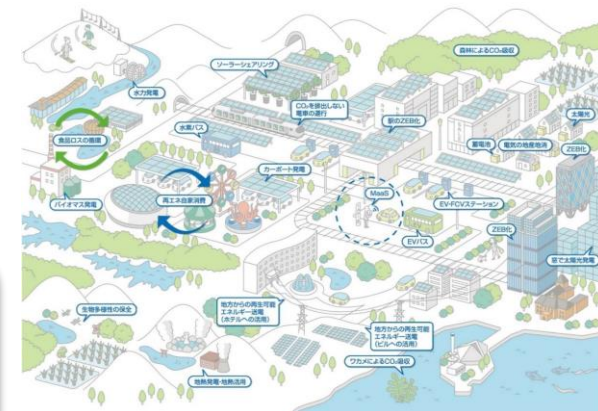 森林によるCO₂吸収
ソーラーシェアリング
水力発電
CO₂を排出しない
電車の運行
太陽光
水素バス
駅のZEB化
蓄電池
電気の地産地消
ZEB化
食品ロスの循環
カーポート発電
バイオマス発電
再エネ自家消費
MaaS
EV・FCVステーション
EVバス
ZEB化
窓で太陽光発電
生物多様性の保全
地方からの再生可能
エネルギー送電
(ホテルへの活用)
地方からの再生可能
エネルギー送電
(ビルへの活用)
地熱発電・地熱活用
ワカメによるCO₂吸収